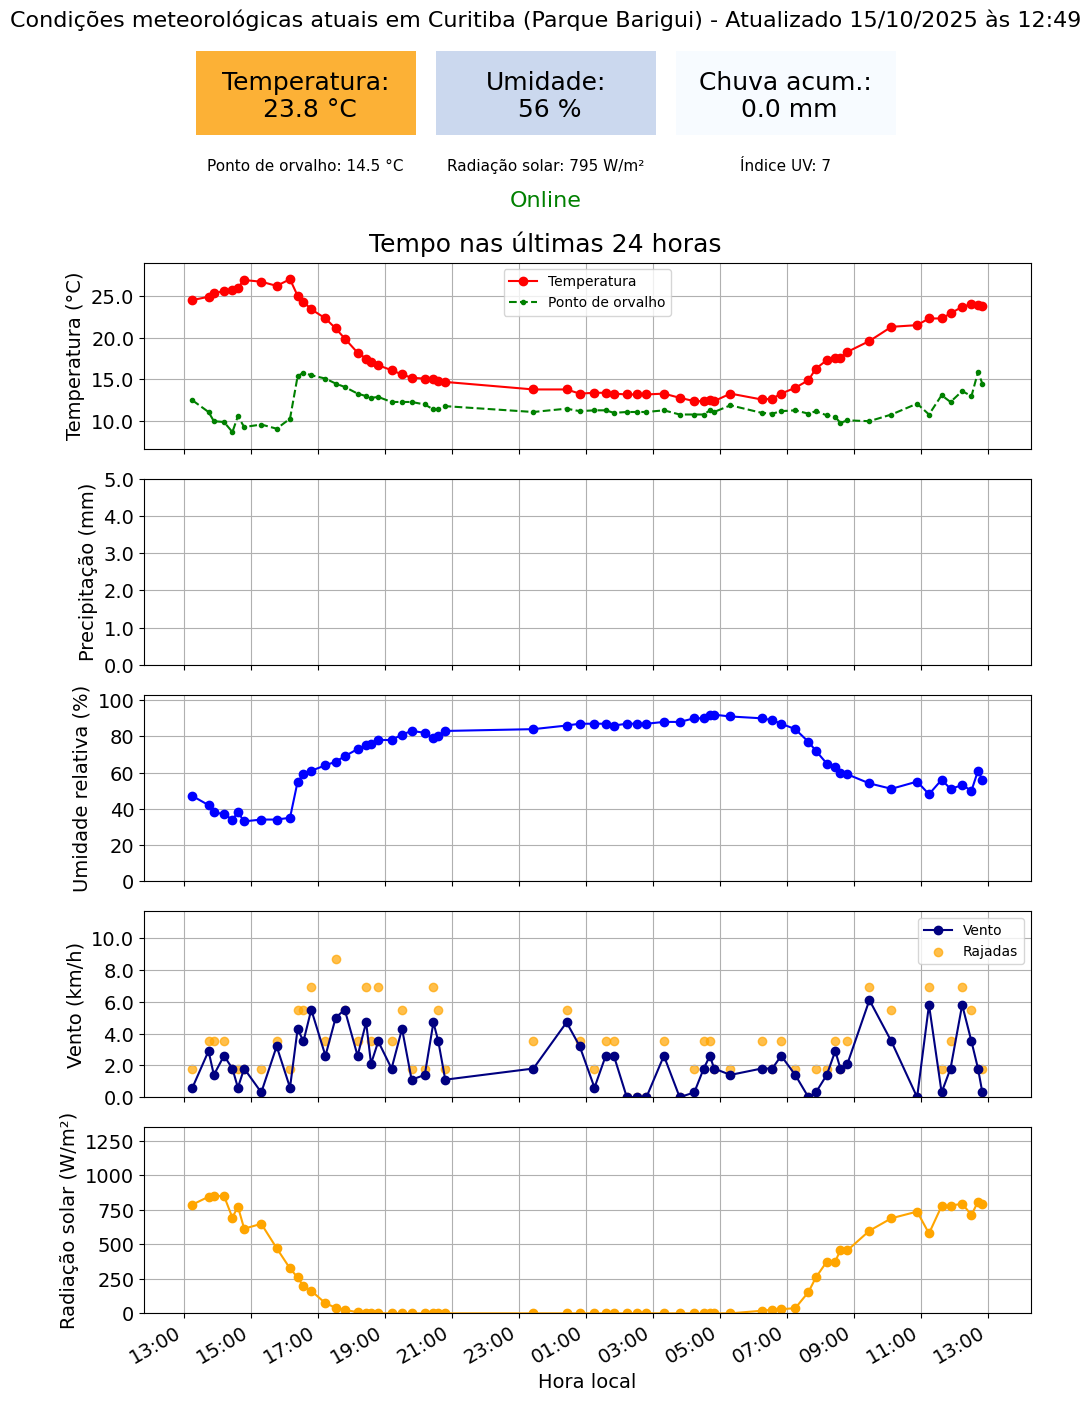 Condições meteorológicas atuais em Curitiba (Parque Barigui) - Atualizado 15/10/2025 às 12:49
Temperatura:
23.8 °C
Umidade:
56 %
Chuva acum.:
0.0 mm
Ponto de orvalho: 14.5 °C
Radiação solar: 795 W/m²
Índice UV: 7
Online
Tempo nas últimas 24 horas
Temperatura (°C)
25.0
20.0
15.0
10.0
Temperatura
Ponto de orvalho
Precipitação (mm)
5.0
4.0
3.0
2.0
1.0
0.0
Umidade relativa (%)
100
80
60
40
20
0
Vento (km/h)
10.0
8.0
6.0
4.0
2.0
0.0
Vento
Rajadas
Radiação solar (W/m²)
1250
1000
750
500
250
0
13:00 15:00 17:00 19:00 21:00 23:00 01:00 03:00 05:00 07:00 09:00 11:00 13:00
Hora local